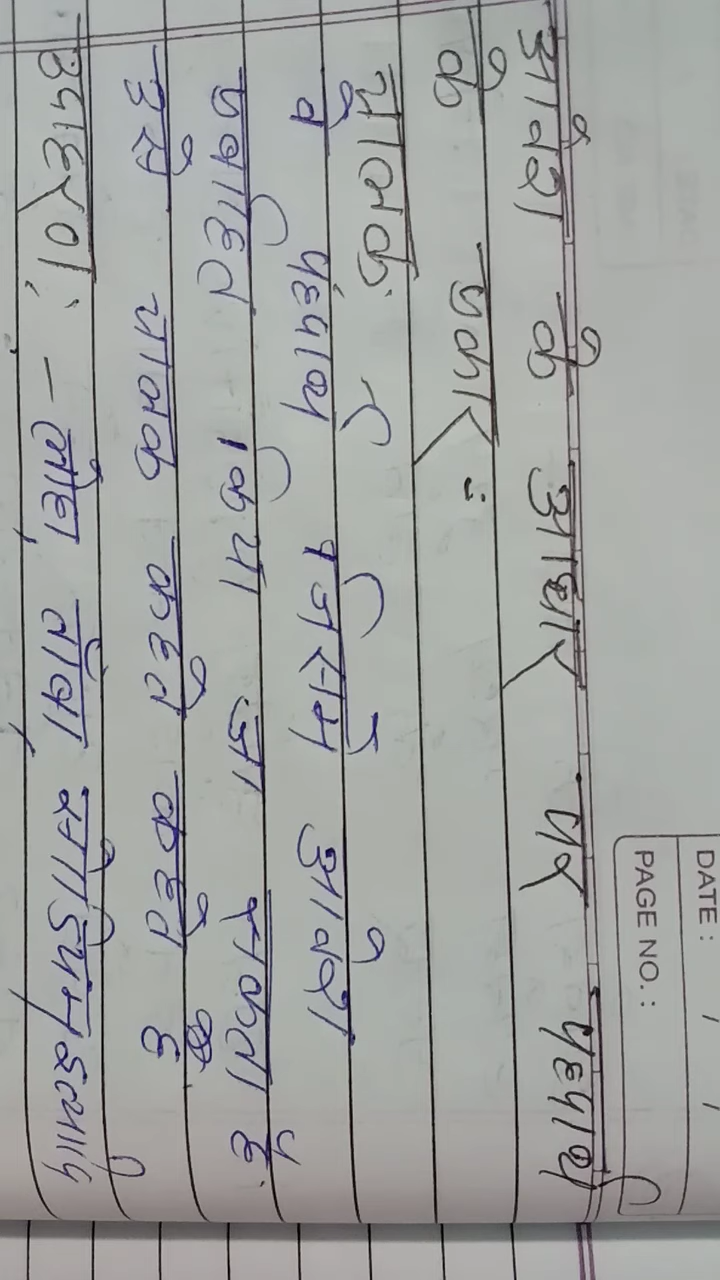 DATE: / /
PAGE NO.:
आवेश के आधार पर पदार्थ
के प्रकार :
चालक :-
वे पदार्थ जिसमें आवेश
प्रवाहित किया जा सकता है
उसे चालक कहते कहते है
उदाहरण :- लोहा, ताँबा, सोडियम इत्यादि